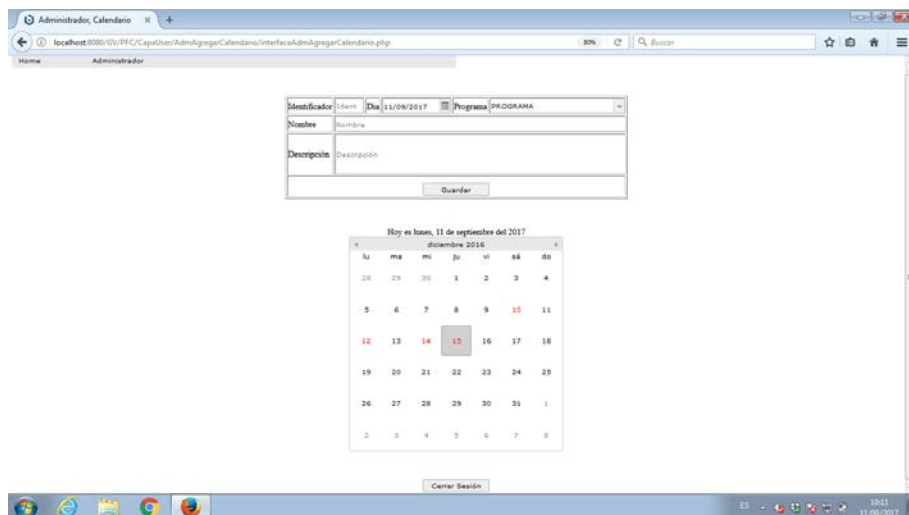 Administrador, Calendario
localhost:8080/GV/PFC/CapaUser/AdmAgregarCalendario/interfaceAdmAgregarCalendario.php 80% Buscar
Home Administrador
Identificador Ident Dia 11/09/2017 Programa PROGRAMA
Nombre Nombre
Descripción Descripción
Guardar
Hoy es lunes, 11 de septiembre del 2017
diciembre 2016
lu ma mi ju vi sá do
28 29 30 1 2 3 4
5 6 7 8 9 10 11
12 13 14 15 16 17 18
19 20 21 22 23 24 25
26 27 28 29 30 31 1
2 3 4 5 6 7 8
Cerrar Sesión
ES 10:11
11/09/2017